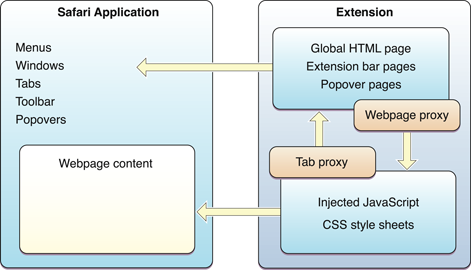 Safari Application
Menus
Windows
Tabs
Toolbar
Popovers
Webpage content
Extension
Global HTML page
Extension bar pages
Popover pages
Webpage proxy
Tab proxy
Injected JavaScript
CSS style sheets